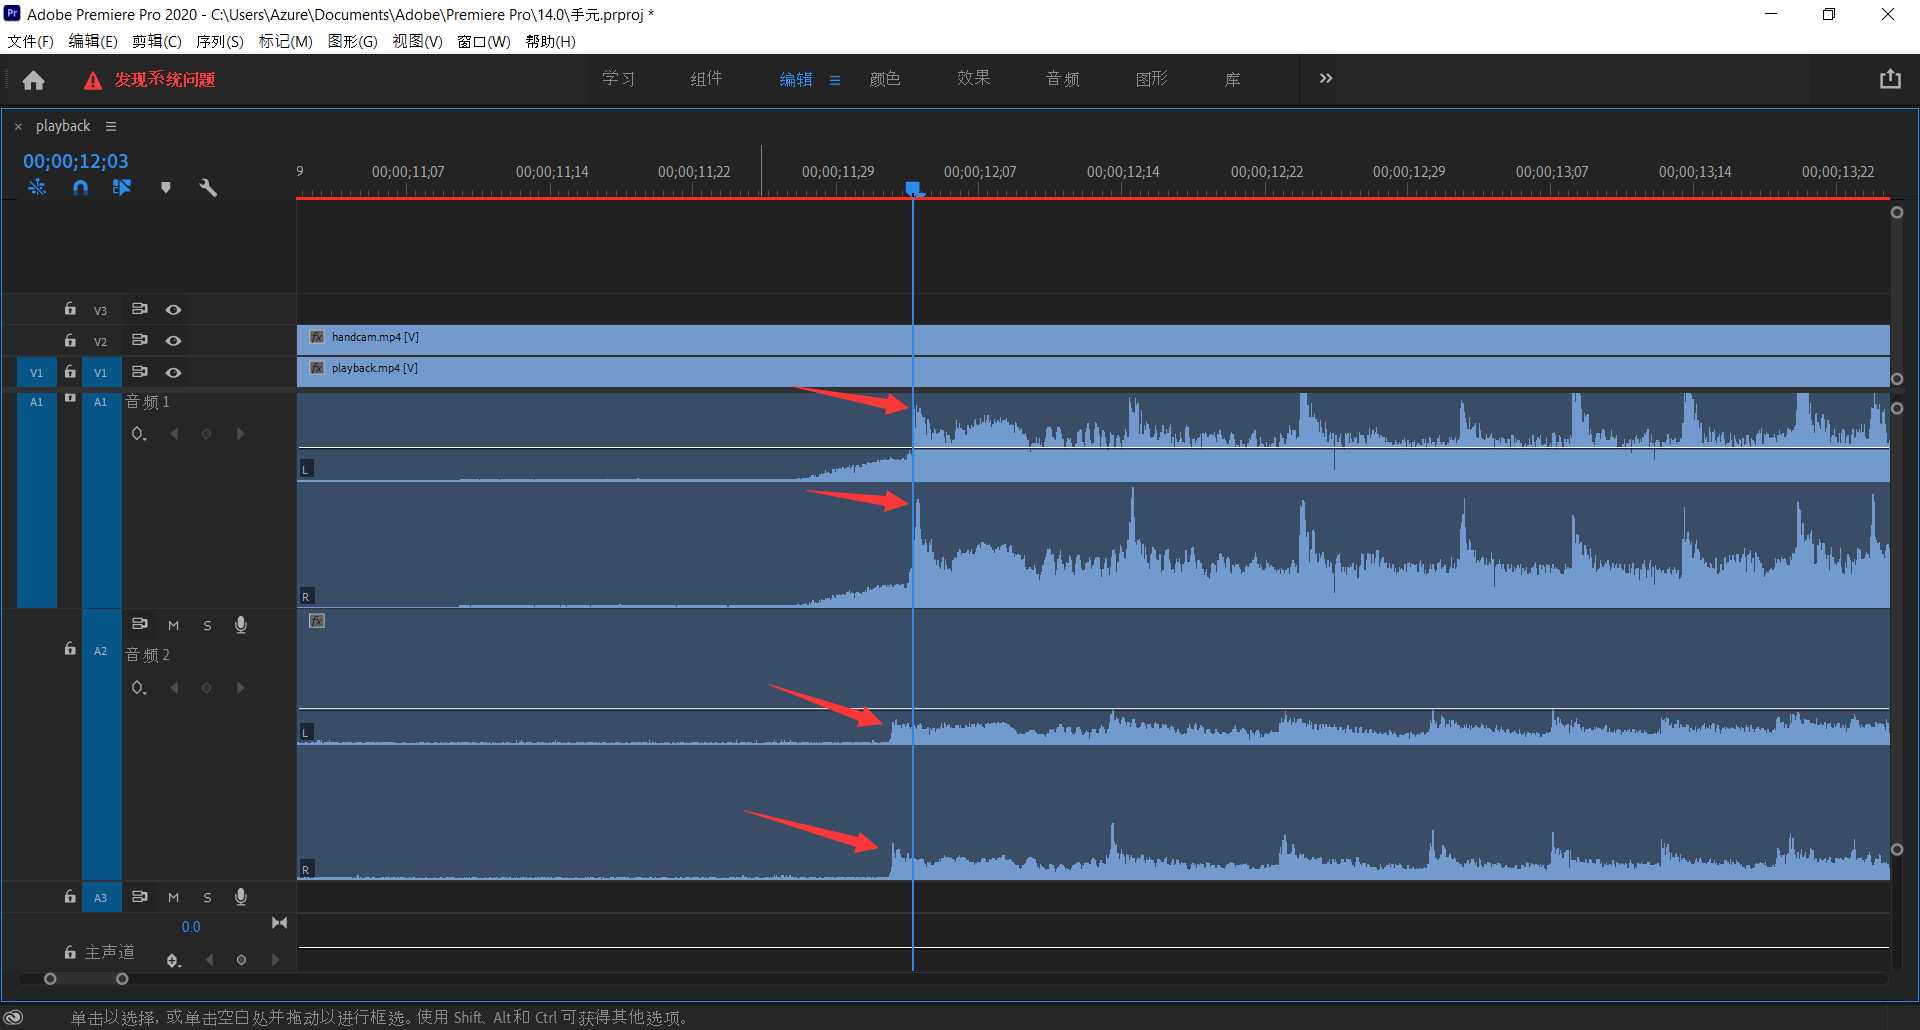 Pr Adobe Premiere Pro 2020 - C:\Users\Azure\Documents\Adobe\Premiere Pro\14.0\手元.prproj *
文件(F) 编辑(E) 剪辑(C) 序列(S) 标记(M) 图形(G) 视图(V) 窗口(W) 帮助(H)
发现系统问题 学习 组件 编辑 颜色 效果 音频 图形 库
× playback
00;00;12;03
9 00;00;11;07 00;00;11;14 00;00;11;22 00;00;11;29 00;00;12;07 00;00;12;14 00;00;12;22 00;00;12;29 00;00;13;07 00;00;13;14 00;00;13;22
V3
V2 fx handcam.mp4 [V]
V1 V1 fx playback.mp4 [V]
A1 A1 音频 1
L
R
M S fx
A2 音频 2
L
R
A3 M S
0.0
主声道
单击以选择, 或单击空白处并拖动以进行框选。使用 Shift、Alt 和 Ctrl 可获得其他选项。